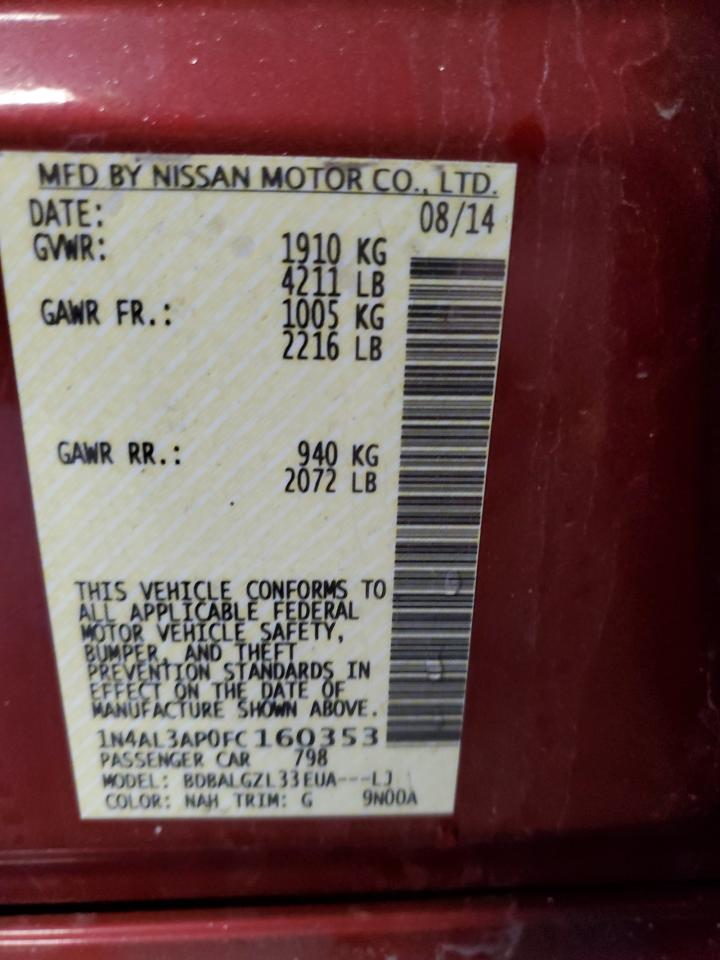 MFD BY NISSAN MOTOR CO., LTD.
DATE: 08/14
GVWR: 1910 KG
4211 LB
GAWR FR.: 1005 KG
2216 LB
GAWR RR.: 940 KG
2072 LB
THIS VEHICLE CONFORMS TO
ALL APPLICABLE FEDERAL
MOTOR VEHICLE SAFETY,
BUMPER, AND THEFT
PREVENTION STANDARDS IN
EFFECT ON THE DATE OF
MANUFACTURE SHOWN ABOVE.
1N4AL3AP0FC160353
PASSENGER CAR 798
MODEL: BDBALGZL33EUA---LJ
COLOR: NAH TRIM: G 9N00A